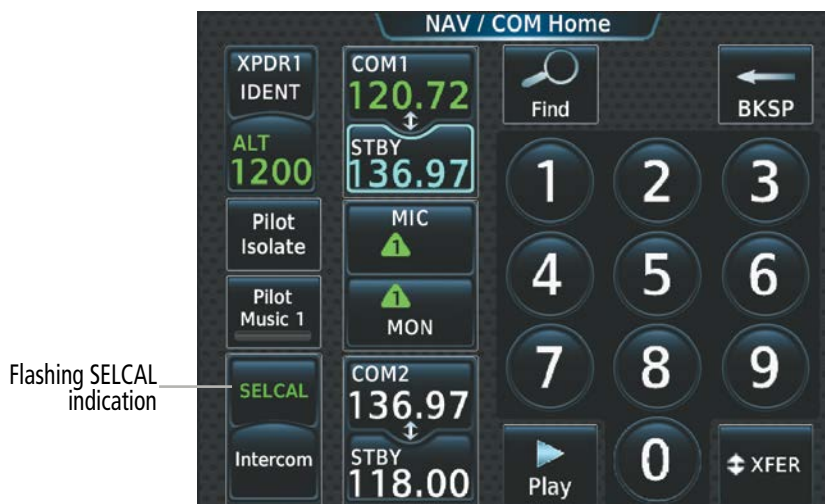 NAV / COM Home
XPDR1
IDENT
ALT
1200
Pilot
Isolate
Pilot
Music 1
Flashing SELCAL
indication
SELCAL
Intercom
COM1
120.72
STBY
136.97
MIC
1
1
MON
COM2
136.97
STBY
118.00
Find
BKSP
1 2 3
4 5 6
7 8 9
Play
0
XFER